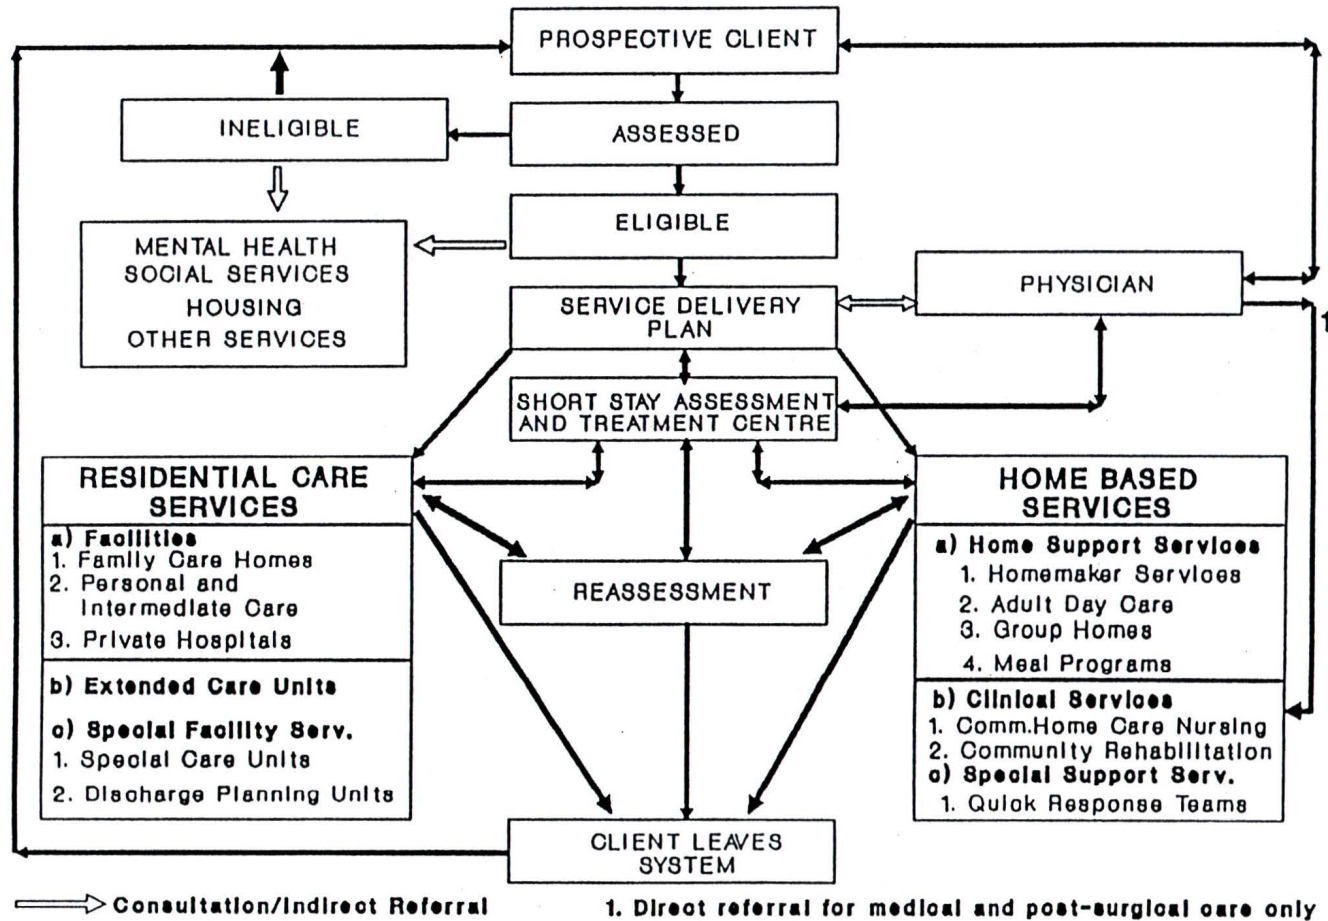 PROSPECTIVE CLIENT
INELIGIBLE
ASSESSED
ELIGIBLE
MENTAL HEALTH
SOCIAL SERVICES
HOUSING
OTHER SERVICES
SERVICE DELIVERY
PLAN
PHYSICIAN
1
SHORT STAY ASSESSMENT
AND TREATMENT CENTRE
RESIDENTIAL CARE
SERVICES
a) Facilities
1. Family Care Homes
2. Personal and
Intermediate Care
3. Private Hospitals
b) Extended Care Units
c) Special Facility Serv.
1. Special Care Units
2. Discharge Planning Units
REASSESSMENT
HOME BASED
SERVICES
a) Home Support Services
1. Homemaker Services
2. Adult Day Care
3. Group Homes
4. Meal Programs
b) Clinical Services
1. Comm.Home Care Nursing
2. Community Rehabilitation
c) Special Support Serv.
1. Quick Response Teams
CLIENT LEAVES
SYSTEM
Consultation/Indirect Referral
1. Direct referral for medical and post-surgical care only